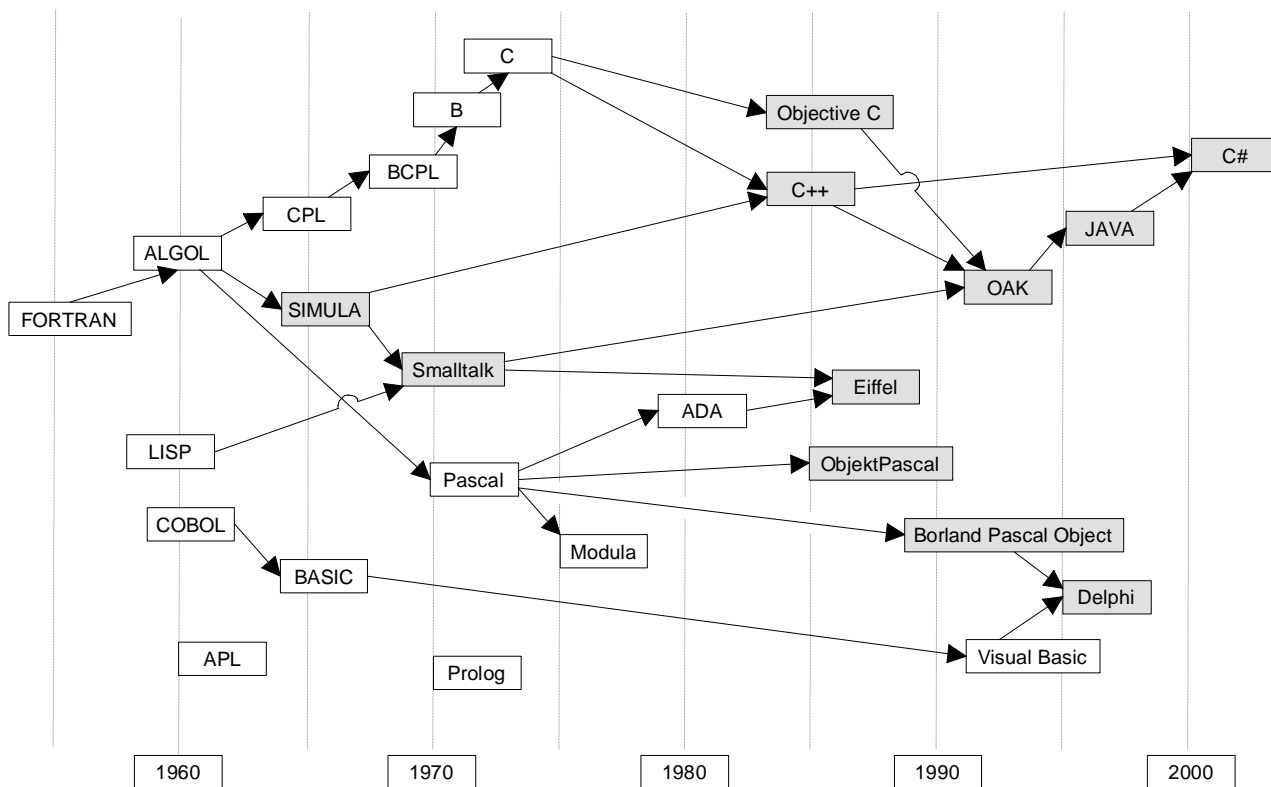 C
B
Objective C
C#
BCPL
C++
CPL
JAVA
ALGOL
OAK
SIMULA
FORTRAN
Smalltalk
Eiffel
ADA
LISP
ObjektPascal
Pascal
COBOL
Borland Pascal Object
Modula
BASIC
Delphi
APL
Visual Basic
Prolog
1960
1970
1980
1990
2000